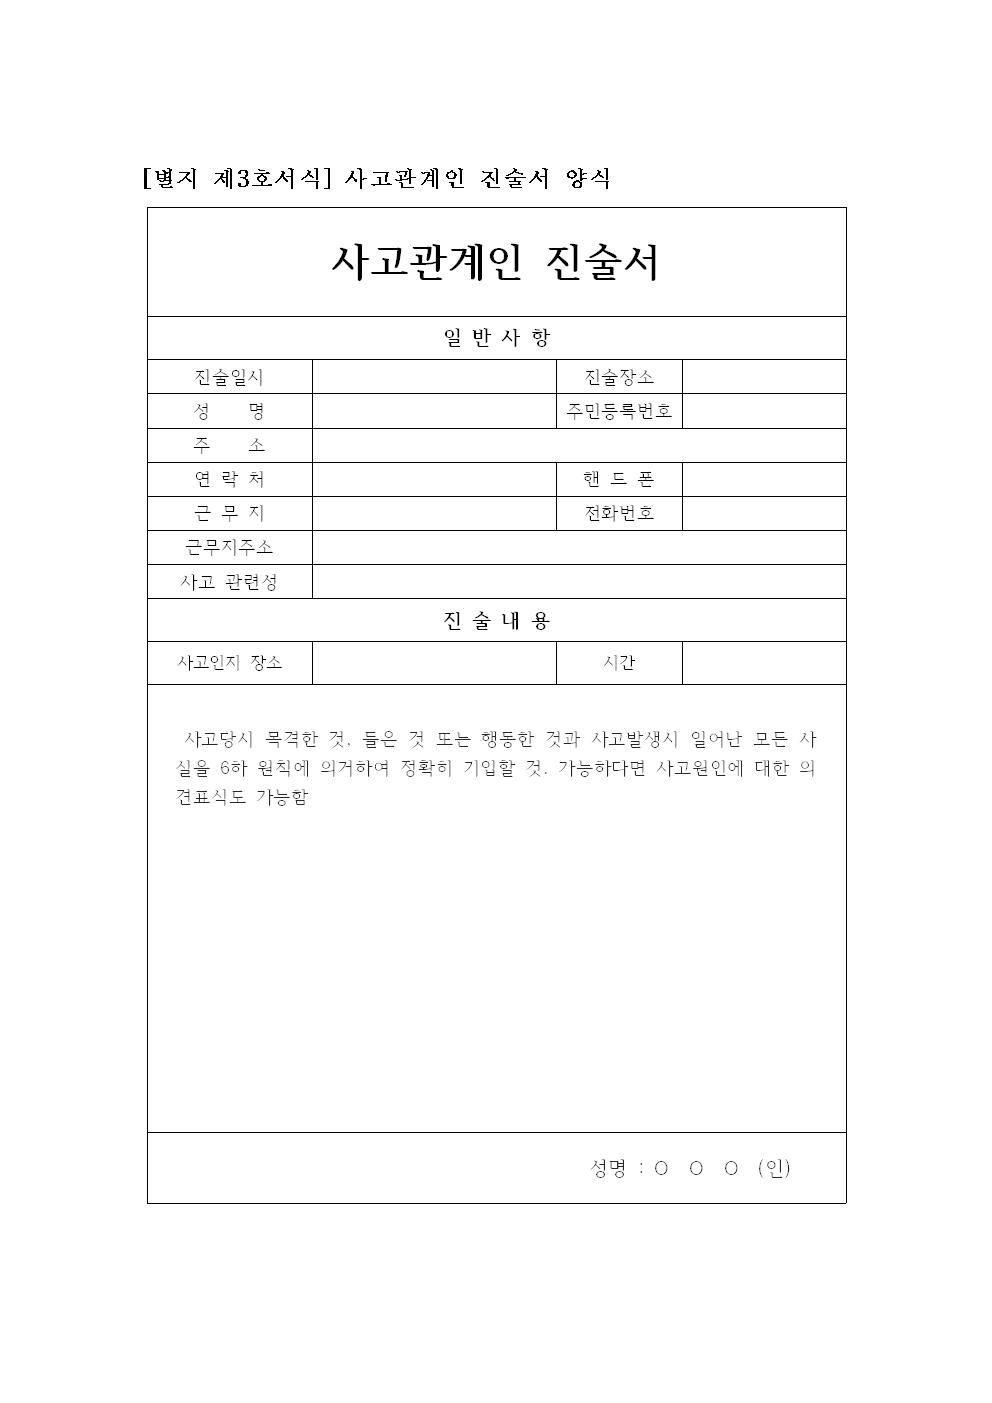 [별지 제3호서식] 사고관계인 진술서 양식
사고관계인 진술서
일 반 사 항
진술일시 진술장소
성 명 주민등록번호
주 소
연 락 처 핸 드 폰
근 무 지 전화번호
근무지주소
사고 관련성
진 술 내 용
사고인지 장소 시간
사고당시 목격한 것, 들은 것 또는 행동한 것과 사고발생시 일어난 모든 사
실을 6하 원칙에 의거하여 정확히 기입할 것. 가능하다면 사고원인에 대한 의
견표식도 가능함
성명 : ○ ○ ○ (인)